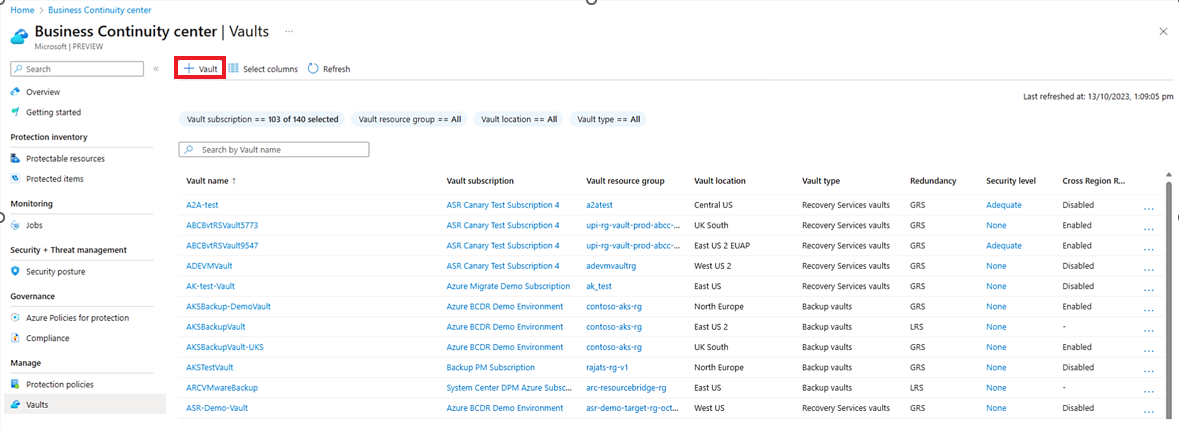 Home > Business Continuity center
Business Continuity center | Vaults ...
Microsoft | PREVIEW
Search «
Overview
Getting started
Protection inventory
Protectable resources
Protected items
Monitoring
Jobs
Security + Threat management
Security posture
Governance
Azure Policies for protection
Compliance
Manage
Protection policies
Vaults
+ Vault Select columns Refresh
Last refreshed at: 13/10/2023, 1:09:05 pm
Vault subscription == 103 of 140 selected Vault resource group == All Vault location == All Vault type == All
Search by Vault name
Vault name ↑ Vault subscription Vault resource group Vault location Vault type Redundancy Security level Cross Region R...
A2A-test ASR Canary Test Subscription 4 a2atest Central US Recovery Services vaults GRS Adequate Disabled ...
ABCBvtRSVault5773 ASR Canary Test Subscription 4 upi-rg-vault-prod-abcc-... UK South Recovery Services vaults GRS None Enabled ...
ABCBvtRSVault9547 ASR Canary Test Subscription 4 upi-rg-vault-prod-abcc-... East US 2 EUAP Recovery Services vaults GRS Adequate Enabled ...
ADEVMVault ASR Canary Test Subscription 4 adevmvaultrg West US 2 Recovery Services vaults GRS None Disabled ...
AK-test-Vault Azure Migrate Demo Subscription ak_test East US Recovery Services vaults GRS None Disabled ...
AKSBackup-DemoVault Azure BCDR Demo Environment contoso-aks-rg North Europe Backup vaults GRS None Enabled ...
AKSBackupVault Azure BCDR Demo Environment contoso-aks-rg East US 2 Backup vaults LRS None - ...
AKSBackupVault-UKS Azure BCDR Demo Environment contoso-aks-rg UK South Backup vaults GRS None Enabled ...
AKSTestVault Backup PM Subscription rajats-rg-v1 North Europe Backup vaults GRS None Disabled ...
ARCVMwareBackup System Center DPM Azure Subsc... arc-resourcebridge-rg East US Backup vaults LRS None - ...
ASR-Demo-Vault Azure BCDR Demo Environment asr-demo-target-rg-oct... West US Recovery Services vaults GRS None Disabled ...